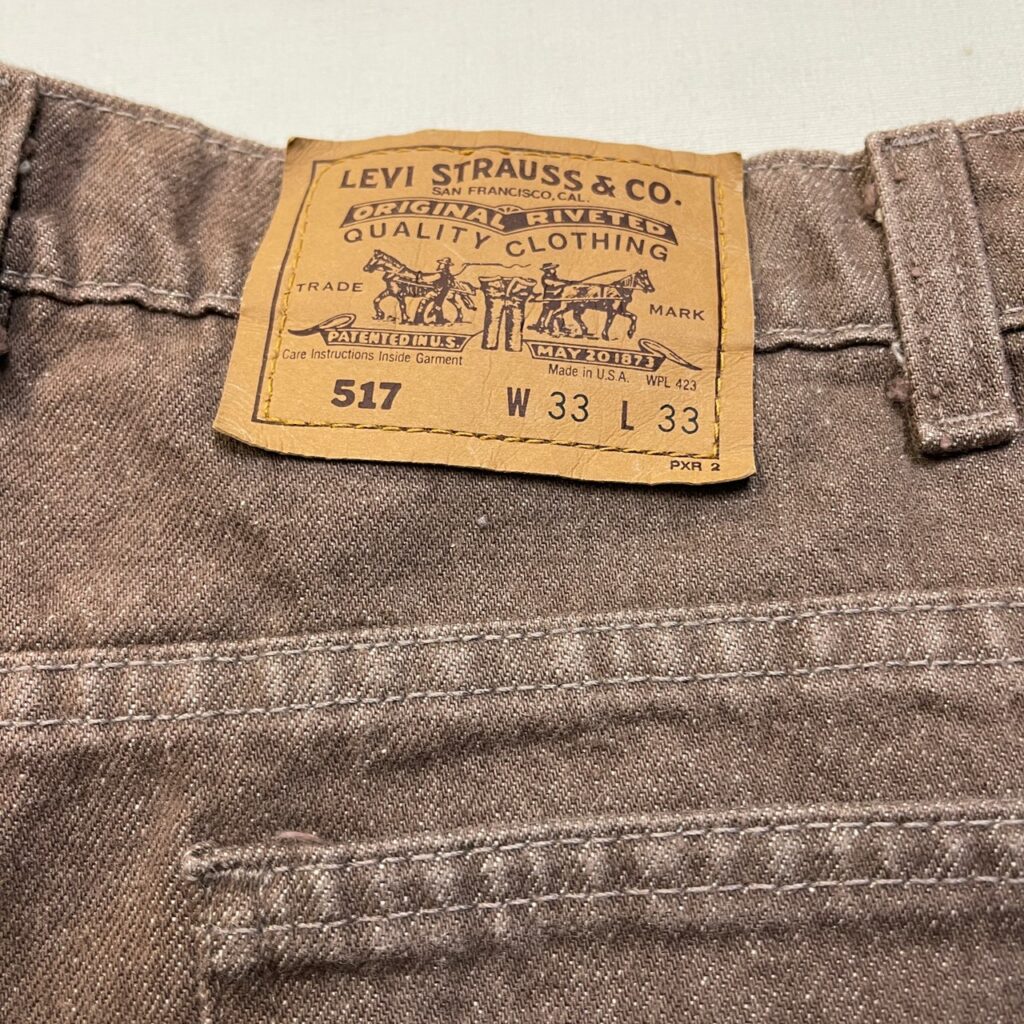 LEVI STRAUSS & CO.
SAN FRANCISCO, CAL.
ORIGINAL RIVETED
QUALITY CLOTHING
TRADE MARK
PATENTED IN U.S. MAY 20 1873
Care Instructions Inside Garment Made in U.S.A. WPL 423
517 W 33 L 33
PXR 2